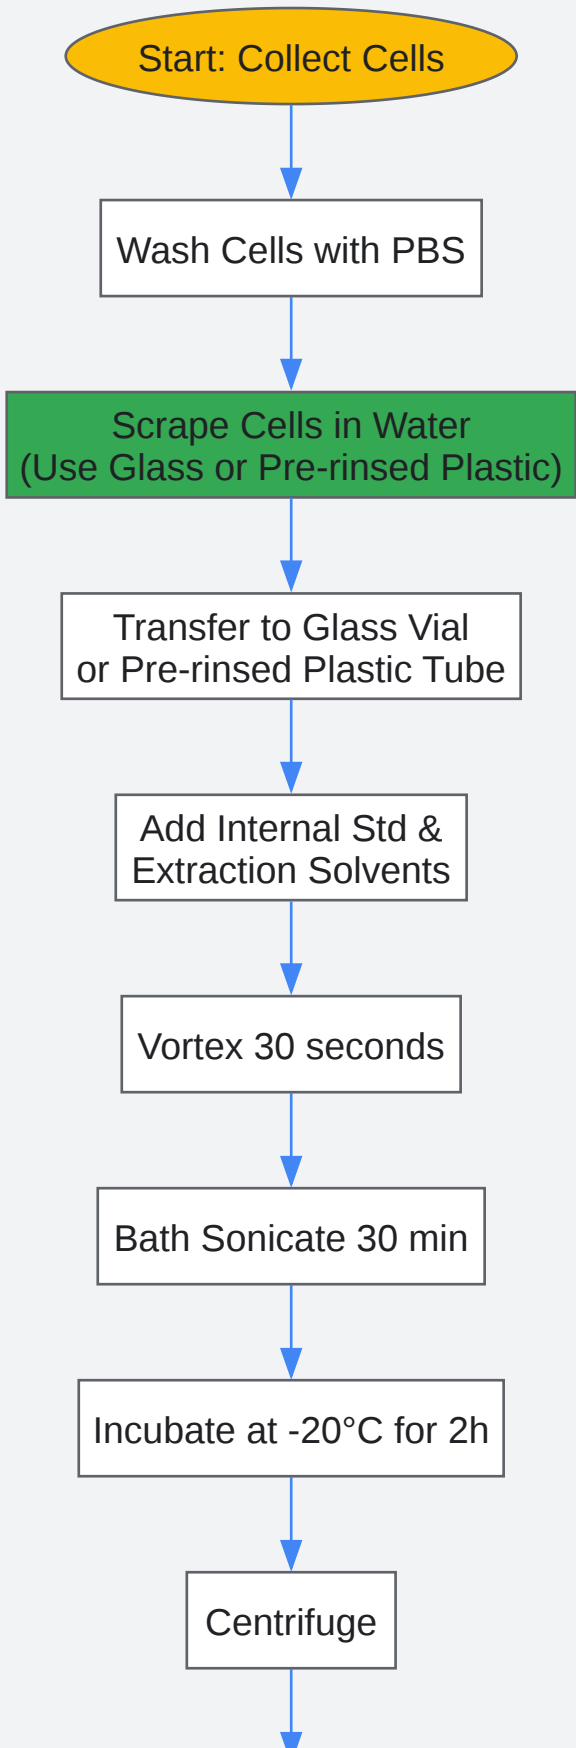 Start: Collect Cells
Wash Cells with PBS
Scrape Cells in Water
(Use Glass or Pre-rinsed Plastic)
Transfer to Glass Vial
or Pre-rinsed Plastic Tube
Add Internal Std &
Extraction Solvents
Vortex 30 seconds
Bath Sonicate 30 min
Incubate at -20°C for 2h
Centrifuge